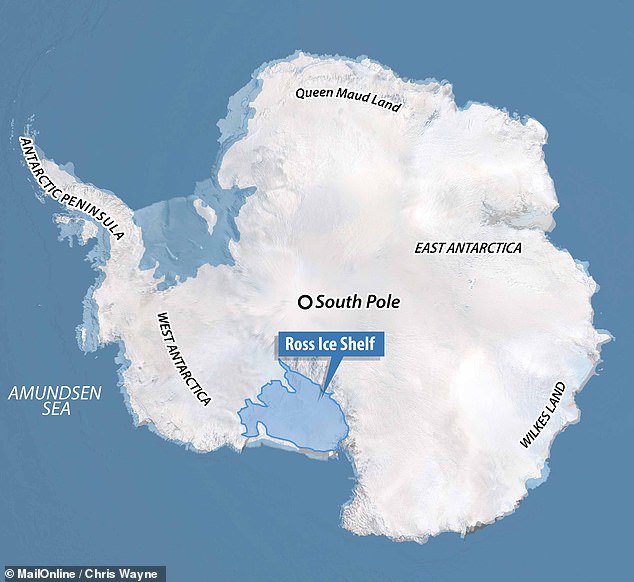 Queen Maud Land
ANTARCTIC PENINSULA
EAST ANTARCTICA
South Pole
Ross Ice Shelf
WEST ANTARCTICA
AMUNDSEN
SEA
WILKES LAND
© MailOnline / Chris Wayne